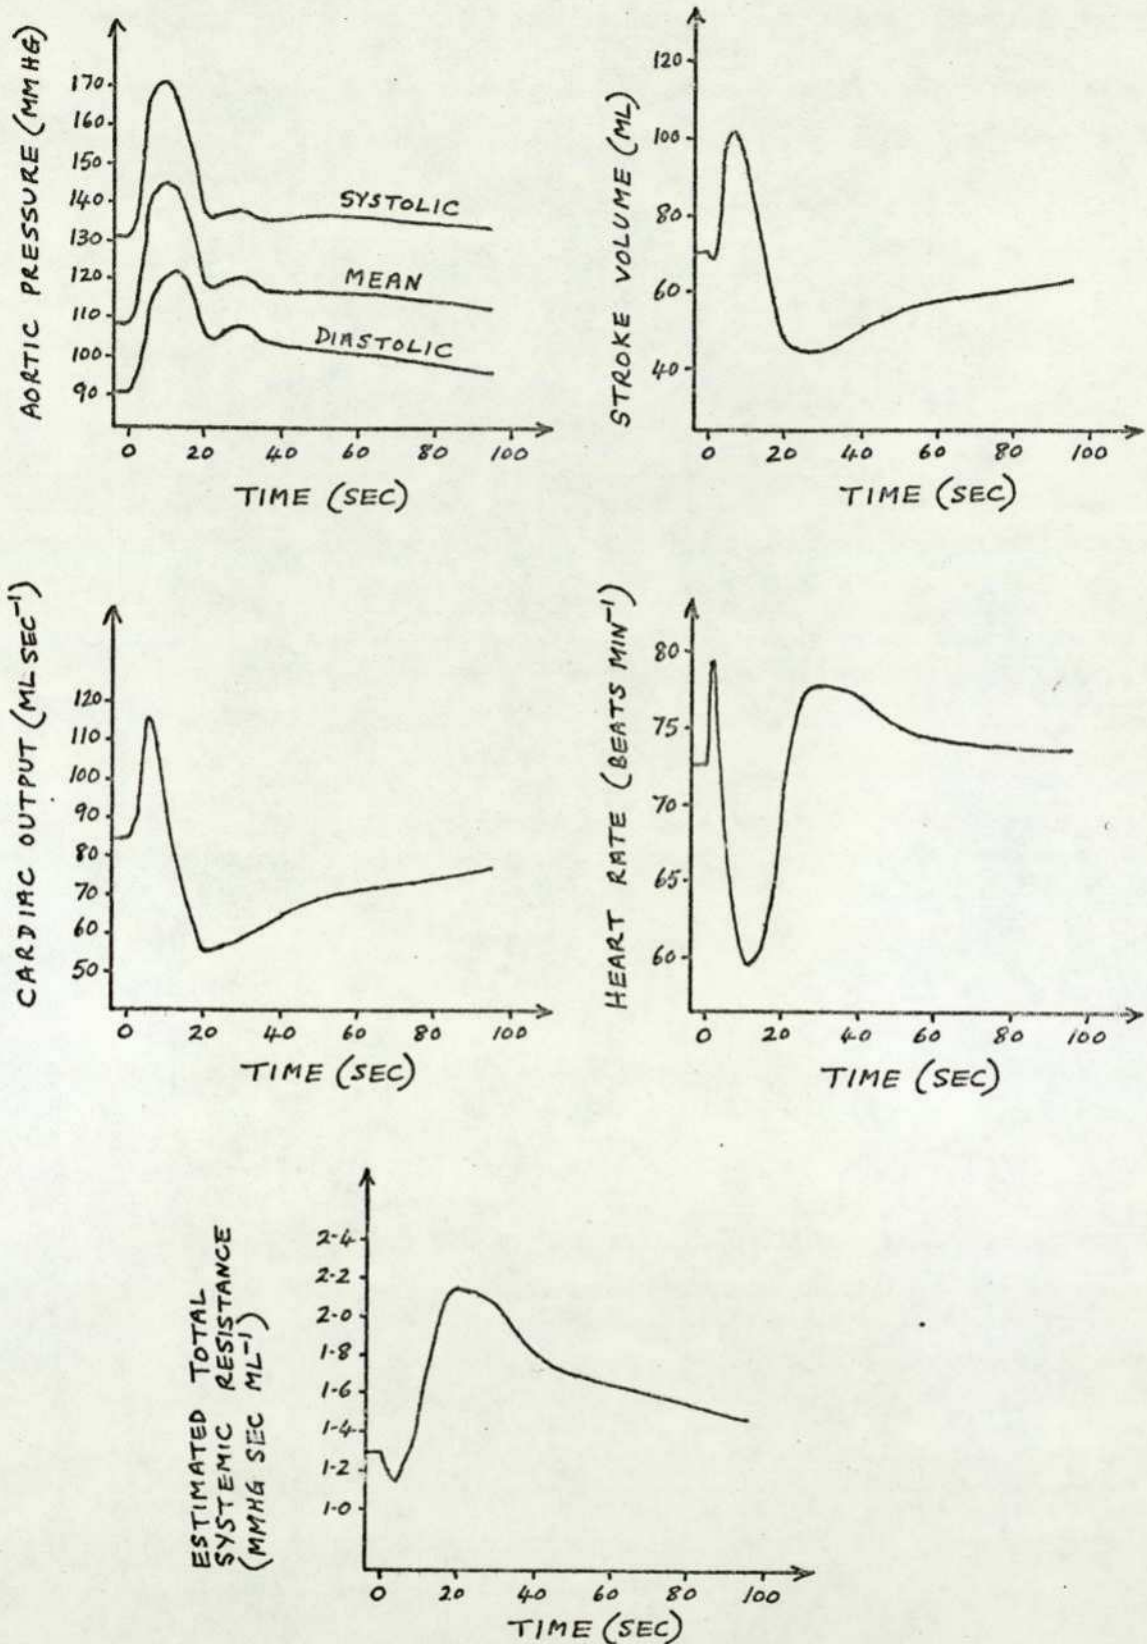 AORTIC PRESSURE (MM HG)
170
160
150
140
130
120
110
100
90
SYSTOLIC
MEAN
DIASTOLIC
0 20 40 60 80 100
TIME (SEC)
STROKE VOLUME (ML)
120
100
80
60
40
0 20 40 60 80 100
TIME (SEC)
CARDIAC OUTPUT (ML SEC⁻¹)
120
110
100
90
80
70
60
50
0 20 40 60 80 100
TIME (SEC)
HEART RATE (BEATS MIN⁻¹)
80
75
70
65
60
0 20 40 60 80 100
TIME (SEC)
ESTIMATED TOTAL
SYSTEMIC RESISTANCE
(MMHG SEC ML⁻¹)
2·4
2·2
2·0
1·8
1·6
1·4
1·2
1·0
0 20 40 60 80 100
TIME (SEC)